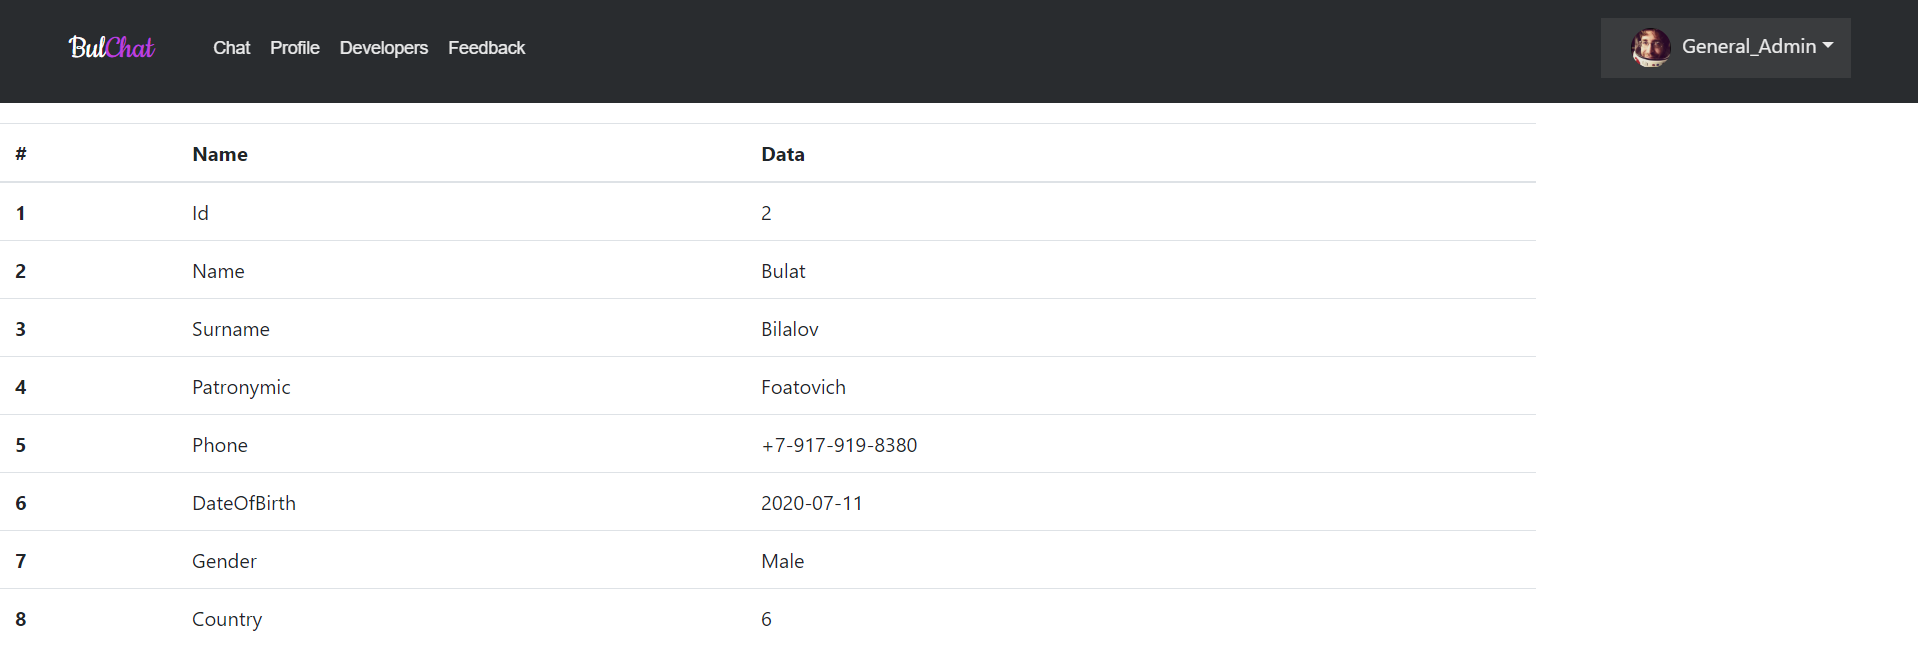 BulChat Chat Profile Developers Feedback General_Admin
# Name Data
1 Id 2
2 Name Bulat
3 Surname Bilalov
4 Patronymic Foatovich
5 Phone +7-917-919-8380
6 DateOfBirth 2020-07-11
7 Gender Male
8 Country 6